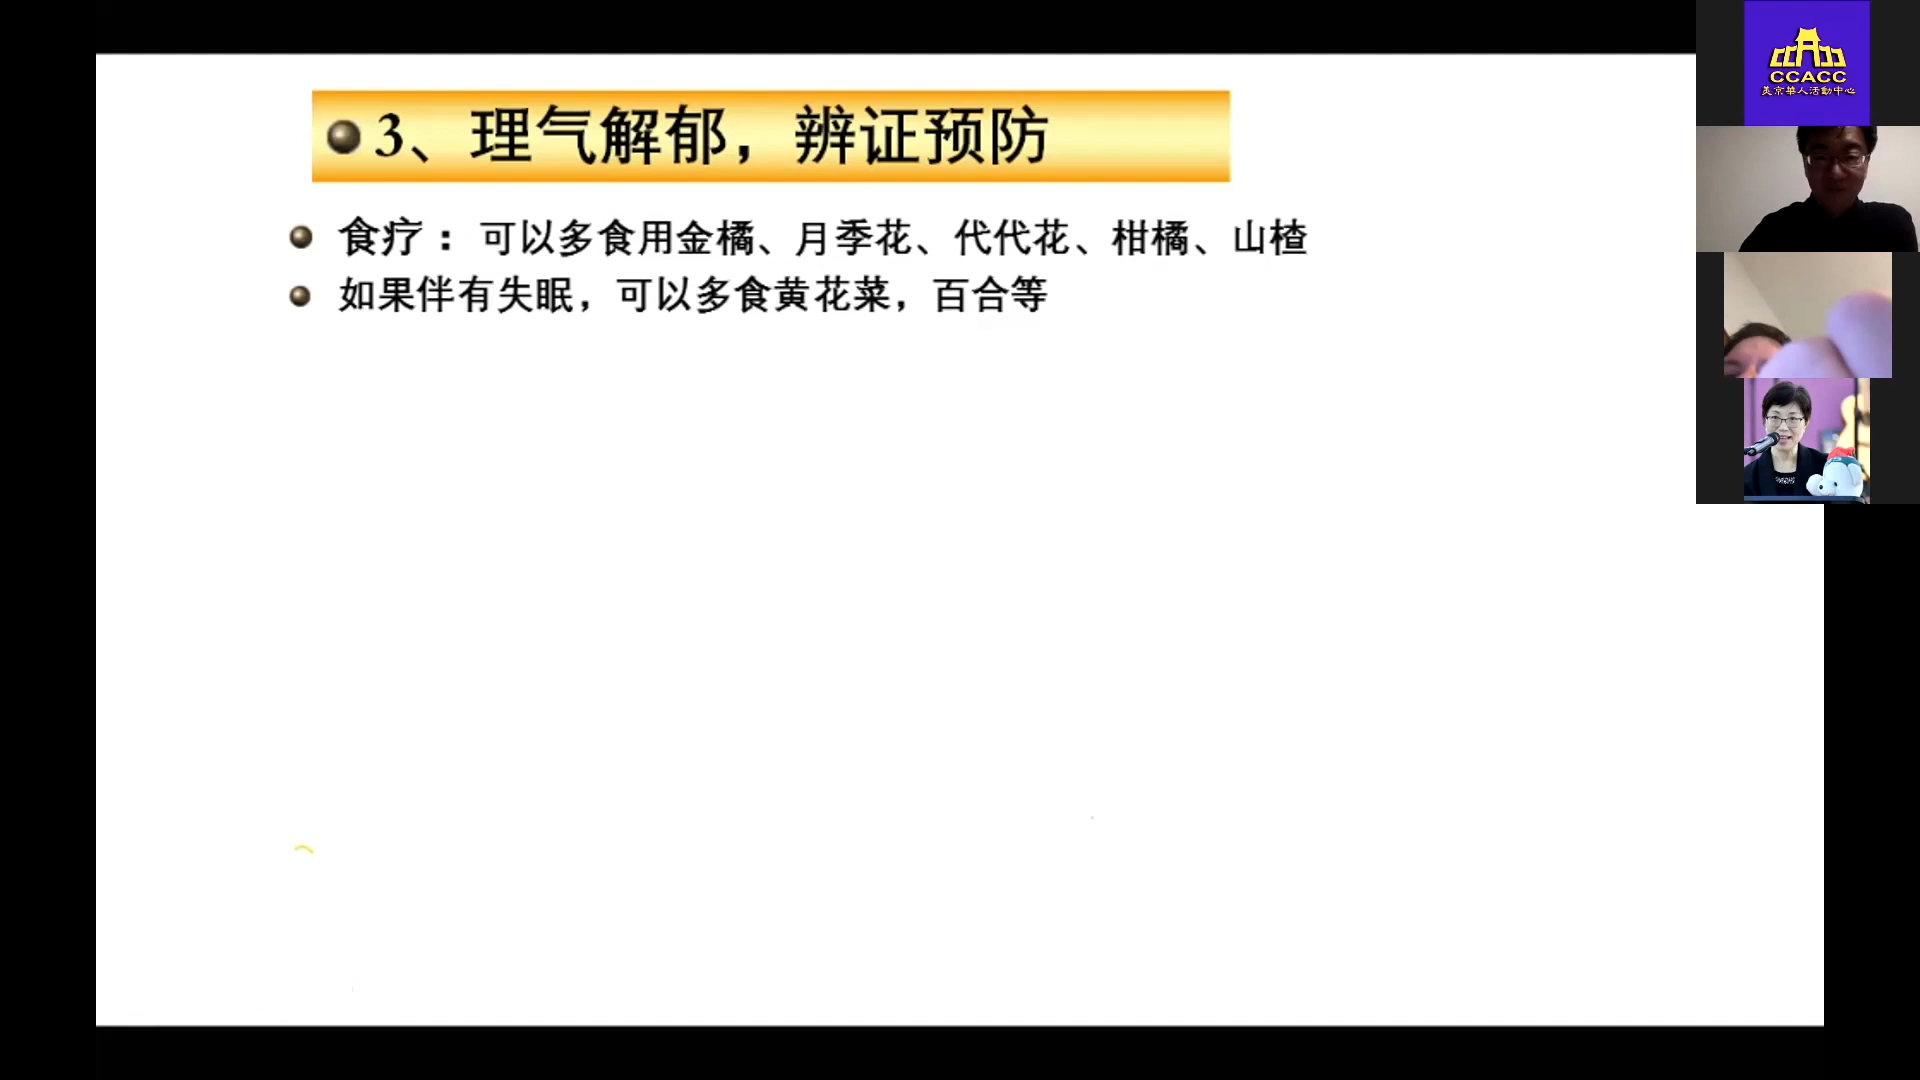 3、理气解郁，辨证预防
食疗：可以多食用金橘、月季花、代代花、柑橘、山楂
如果伴有失眠，可以多食黄花菜，百合等
CCACC
美京華人活動中心